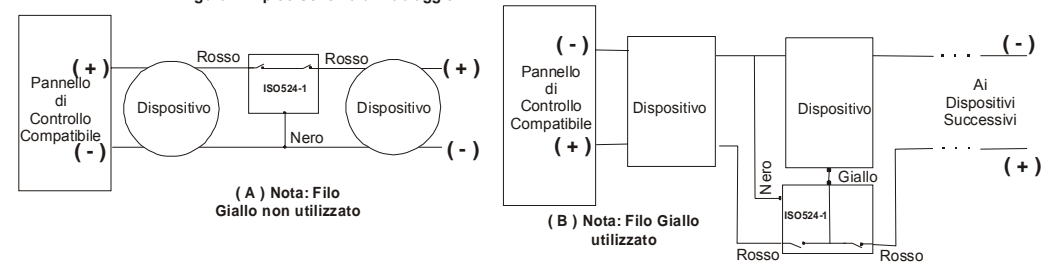 ( + )
Pannello
di
Controllo
Compatibile
( - )
Dispositivo
Rosso
Rosso
ISO524-1
Nero
Dispositivo
( + )
( - )
( A ) Nota: Filo
Giallo non utilizzato
( - )
Pannello
di
Controllo
Compatibile
( + )
Dispositivo
Dispositivo
Nero
Giallo
ISO524-1
Rosso
Rosso
( - )
Ai
Dispositivi
Successivi
( + )
( B ) Nota: Filo Giallo
utilizzato